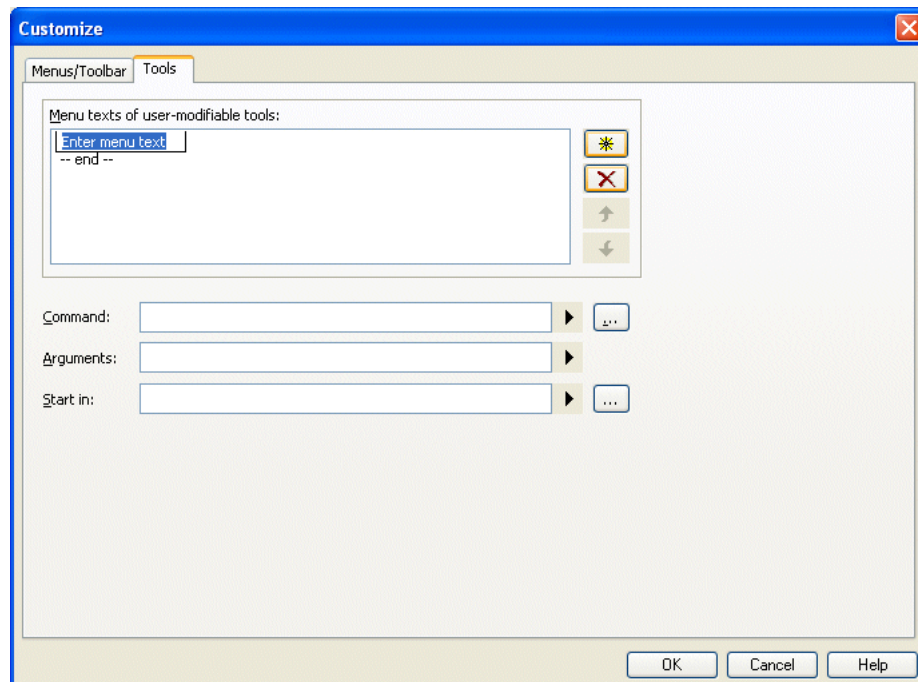 Customize
Menus/Toolbar Tools
Menu texts of user-modifiable tools:
Enter menu text
-- end --
Command:
...
Arguments:
Start in:
...
OK Cancel Help